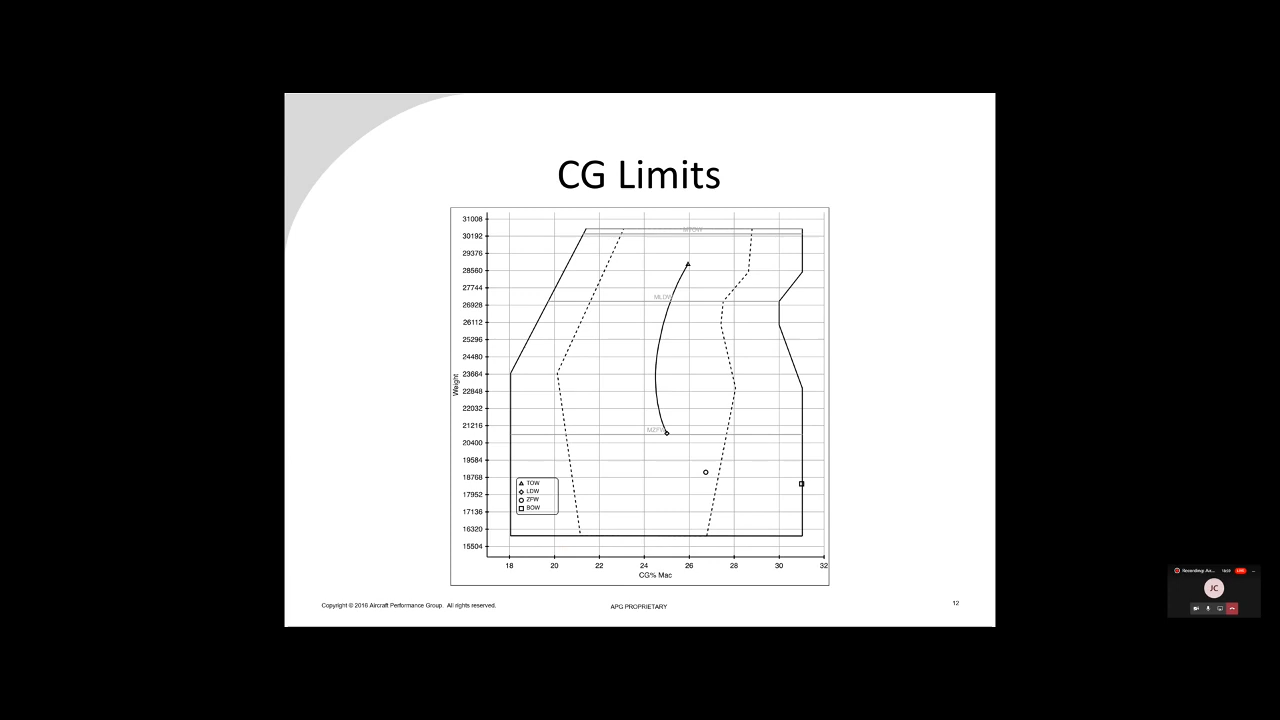 CG Limits
31008
30192
29376
28560
27744
26928
26112
25296
24480
23664
22848
22032
21216
20400
19584
18768
17952
17136
16320
15504
Weight
MTOW
MLDW
MZFW
TOW
LDW
ZFW
BOW
18 20 22 24 26 28 30 32
CG% Mac
Copyright © 2016 Aircraft Performance Group. All rights reserved.
APG PROPRIETARY
12
JC